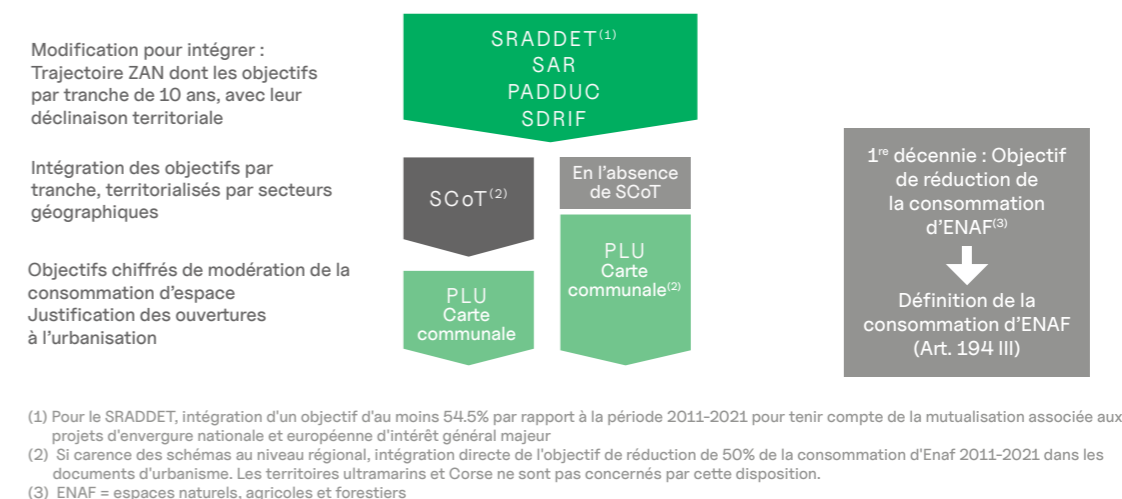 Modification pour intégrer :
Trajectoire ZAN dont les objectifs
par tranche de 10 ans, avec leur
déclinaison territoriale
SRADDET(1)
SAR
PADDUC
SDRIF
Intégration des objectifs par
tranche, territorialisés par secteurs
géographiques
SCoT(2)
En l'absence
de SCoT
Objectifs chiffrés de modération de la
consommation d'espace
Justification des ouvertures
à l'urbanisation
PLU
Carte
communale
PLU
Carte
communale(2)
1re décennie : Objectif
de réduction de
la consommation
d'ENAF(3)
Définition de la
consommation d'ENAF
(Art. 194 III)
(1) Pour le SRADDET, intégration d'un objectif d'au moins 54.5% par rapport à la période 2011-2021 pour tenir compte de la mutualisation associée aux
projets d'envergure nationale et européenne d'intérêt général majeur
(2) Si carence des schémas au niveau régional, intégration directe de l'objectif de réduction de 50% de la consommation d'Enaf 2011-2021 dans les
documents d'urbanisme. Les territoires ultramarins et Corse ne sont pas concernés par cette disposition.
(3) ENAF = espaces naturels, agricoles et forestiers